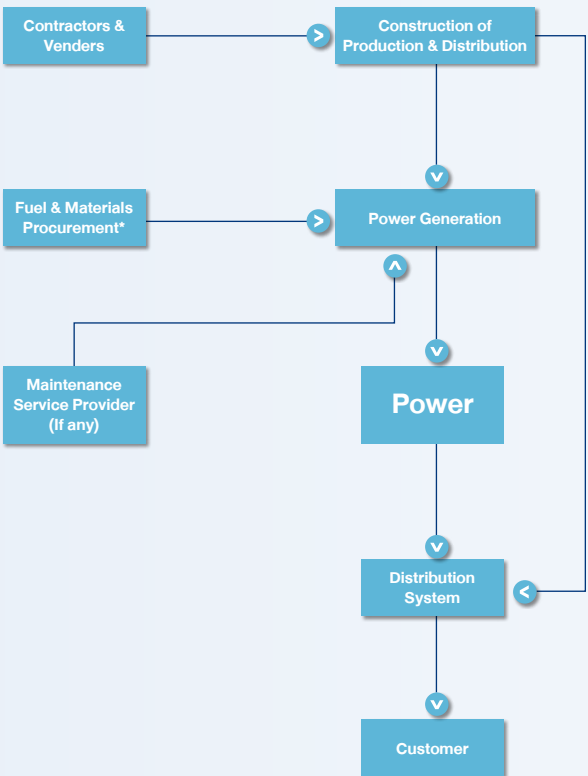 Contractors &
Venders
Construction of
Production & Distribution
Fuel & Materials
Procurement*
Power Generation
Maintenance
Service Provider
(If any)
Power
Distribution
System
Customer